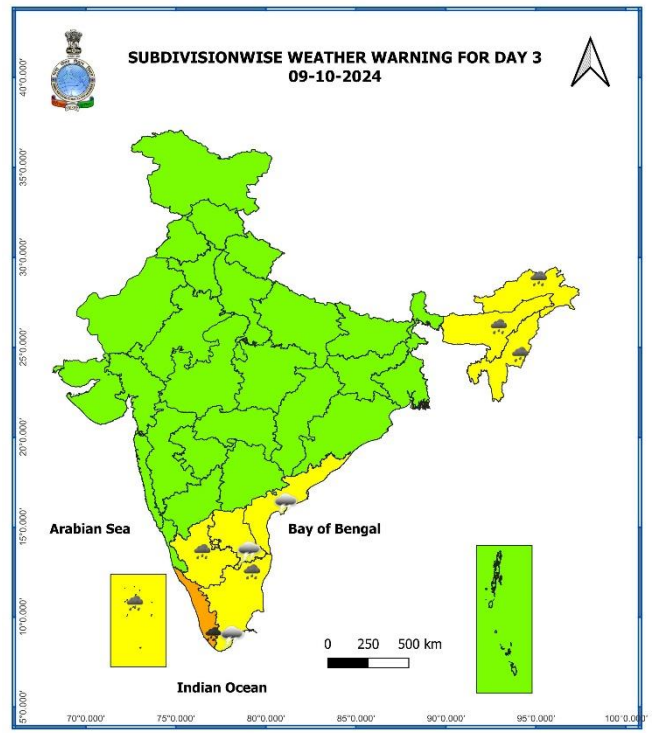 SUBDIVISIONWISE WEATHER WARNING FOR DAY 3
09-10-2024
40°0.000'
35°0.000'
30°0.000'
25°0.000'
20°0.000'
15°0.000'
10°0.000'
5°0.000'
Arabian Sea
Bay of Bengal
0 250 500 km
Indian Ocean
70°0.000' 75°0.000' 80°0.000' 85°0.000' 90°0.000' 95°0.000' 100°0.000'